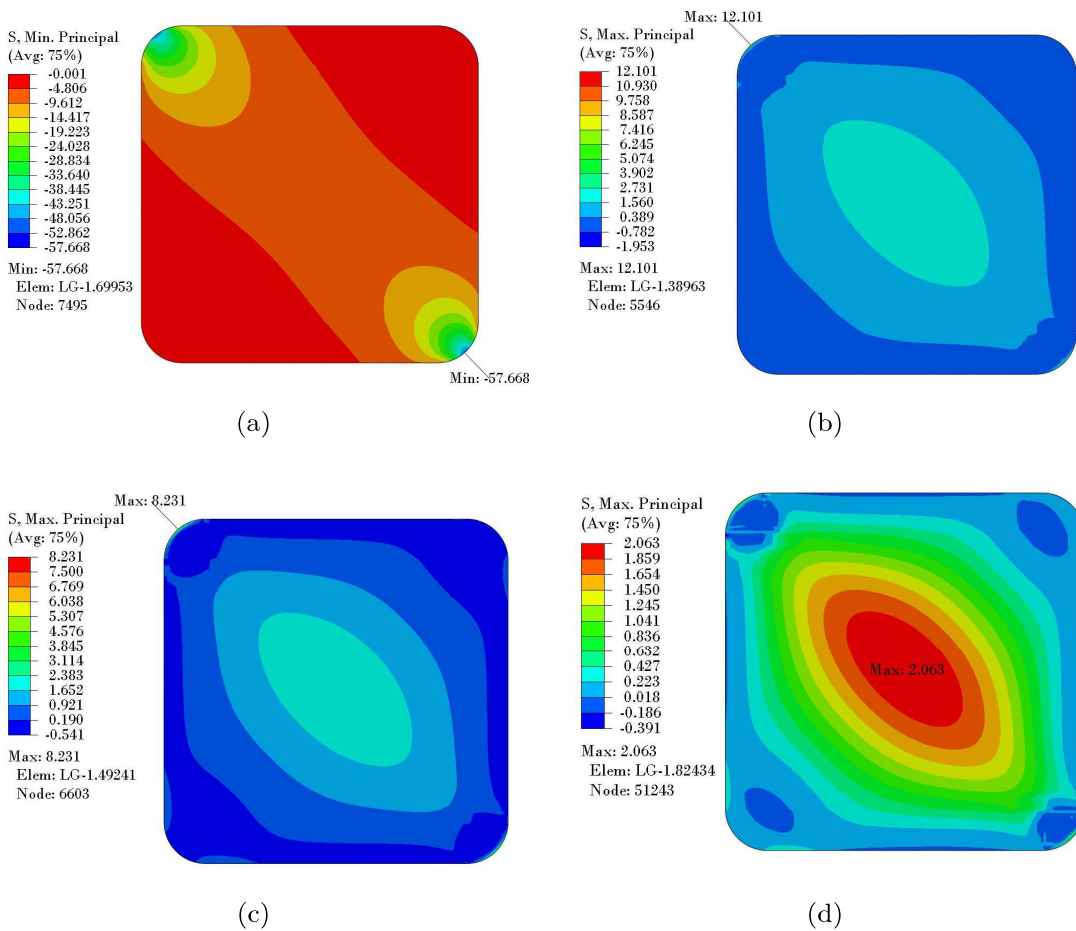 S, Min. Principal
(Avg: 75%)
-0.001
-4.806
-9.612
-14.417
-19.223
-24.028
-28.834
-33.640
-38.445
-43.251
-48.056
-52.862
-57.668
Min: -57.668
Elem: LG-1.69953
Node: 7495
Min: -57.668
(a)
Max: 12.101
S, Max. Principal
(Avg: 75%)
12.101
10.930
9.758
8.587
7.416
6.245
5.074
3.902
2.731
1.560
0.389
-0.782
-1.953
Max: 12.101
Elem: LG-1.38963
Node: 5546
(b)
Max: 8.231
S, Max. Principal
(Avg: 75%)
8.231
7.500
6.769
6.038
5.307
4.576
3.845
3.114
2.383
1.652
0.921
0.190
-0.541
Max: 8.231
Elem: LG-1.49241
Node: 6603
(c)
S, Max. Principal
(Avg: 75%)
2.063
1.859
1.654
1.450
1.245
1.041
0.836
0.632
0.427
0.223
0.018
-0.186
-0.391
Max: 2.063
Elem: LG-1.82434
Node: 51243
Max: 2.063
(d)